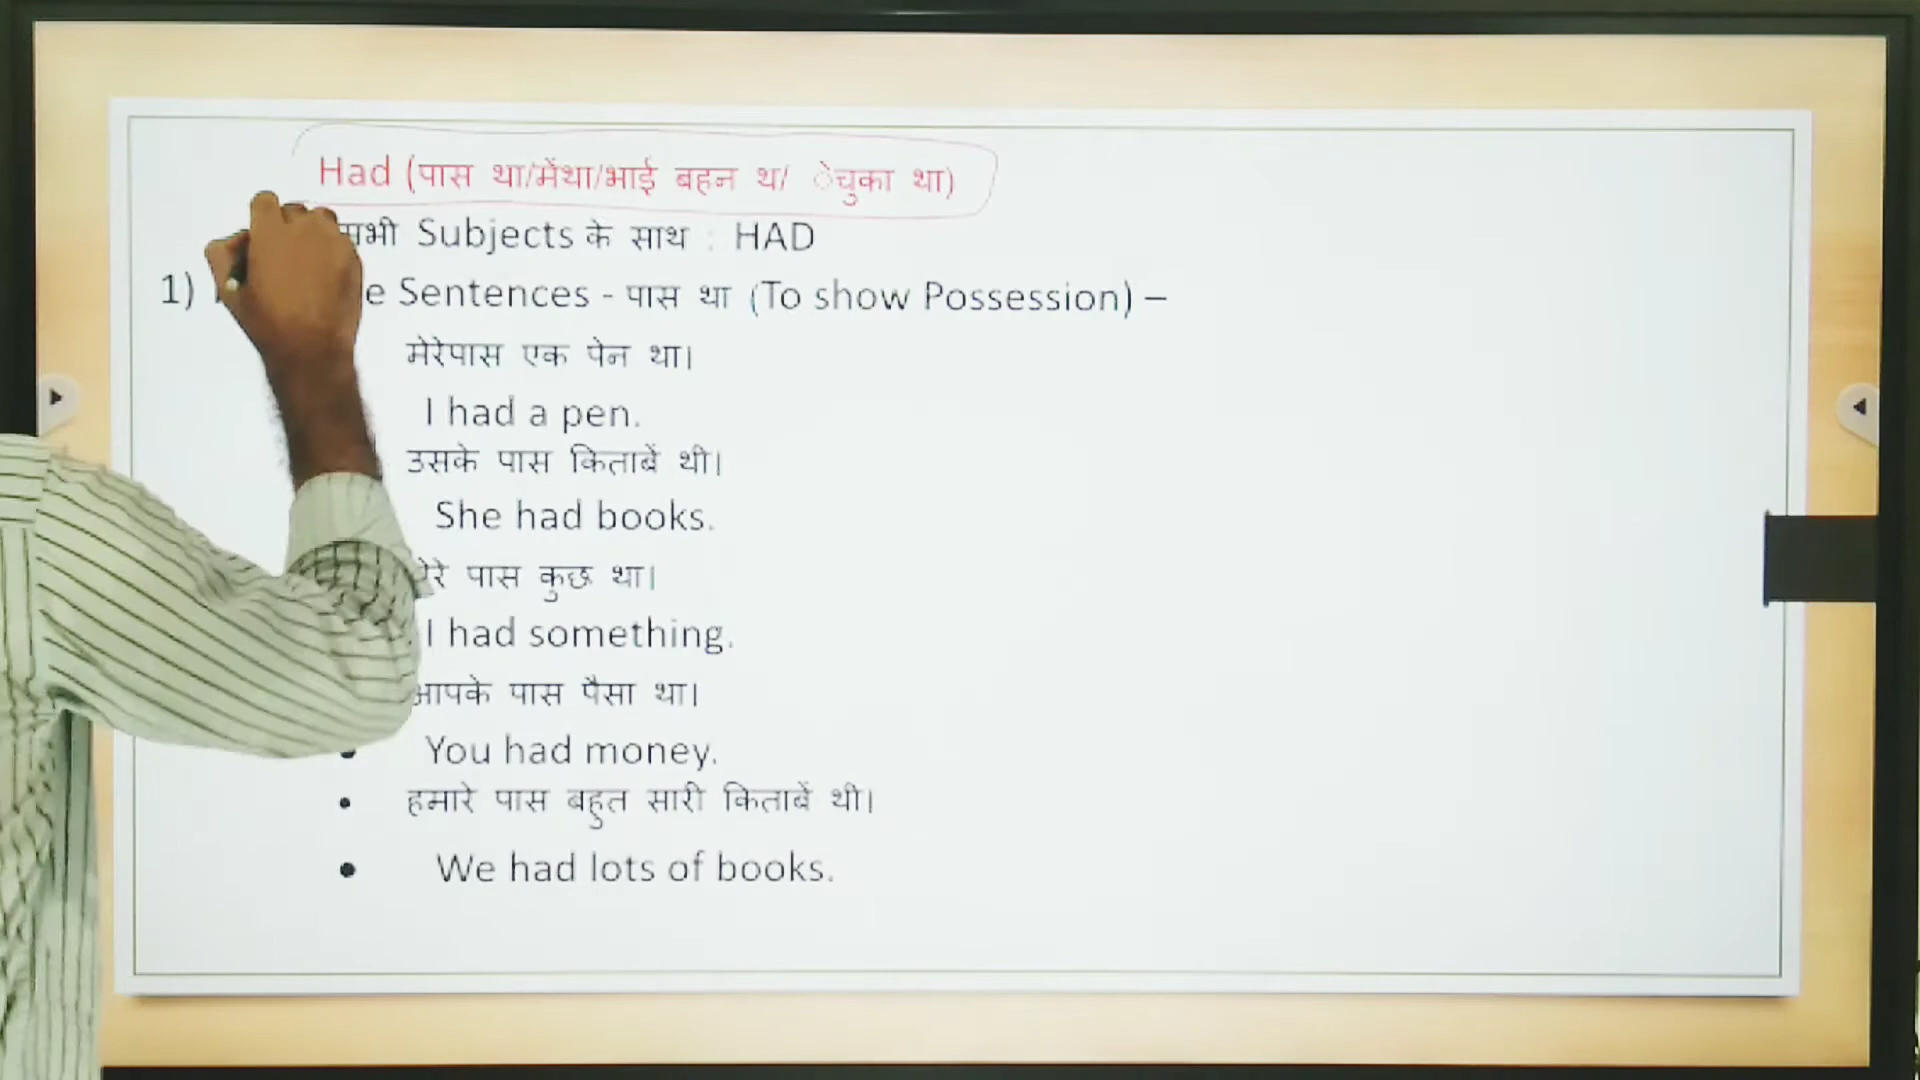 Had (पास था/मेंथा/भाई बहन थ/ ेचुका था)
सभी Subjects के साथ : HAD
1) Sentences - पास था (To show Possession) –
मेरेपास एक पेन था।
I had a pen.
उसके पास किताबें थी।
She had books.
पास कुछ था।
I had something.
आपके पास पैसा था।
You had money.
हमारे पास बहुत सारी किताबें थी।
We had lots of books.